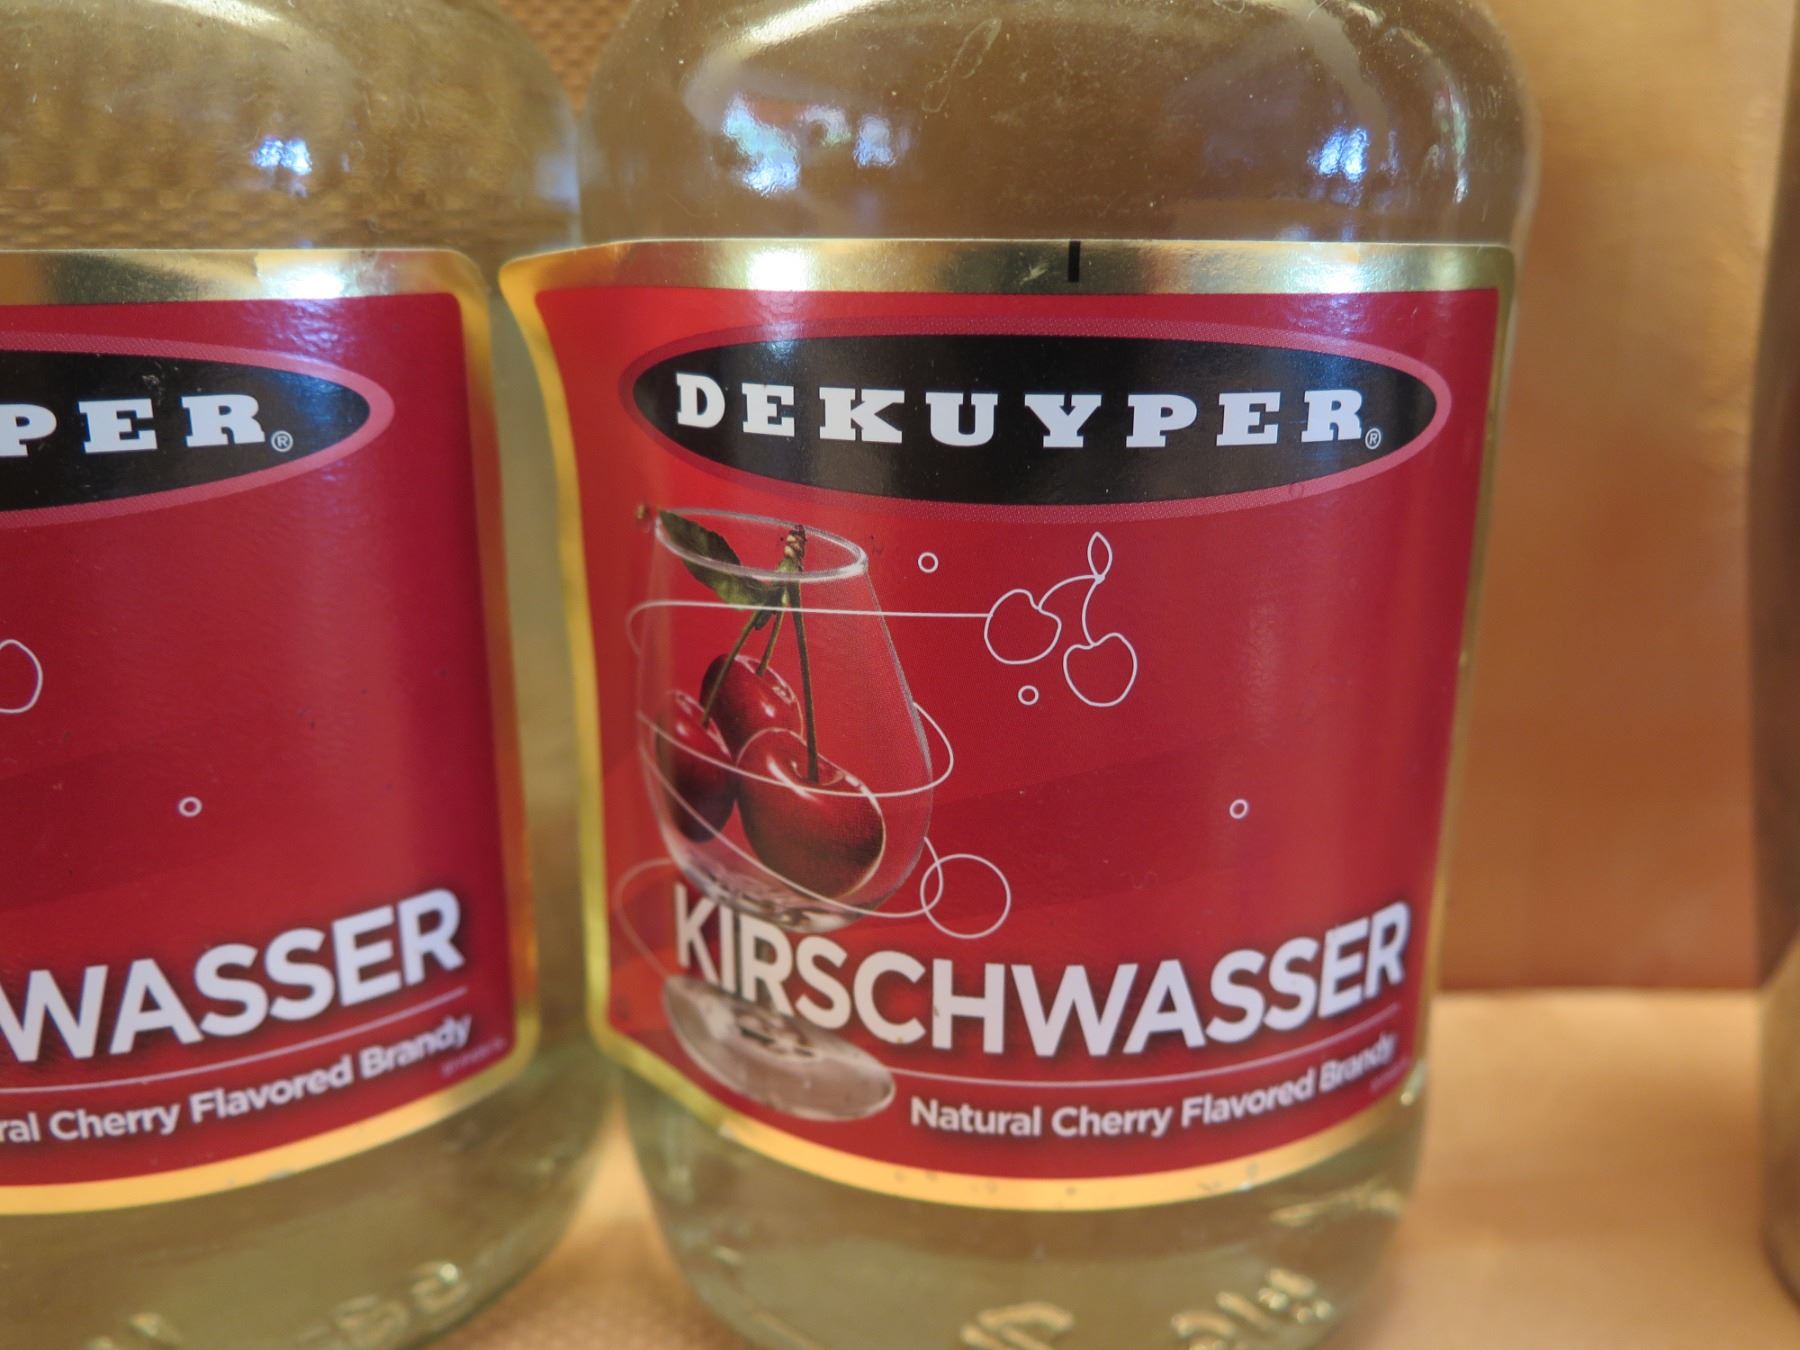 PER®
WASSER
ral Cherry Flavored Brandy
DEKUYPER®
KIRSCHWASSER
Natural Cherry Flavored Brandy